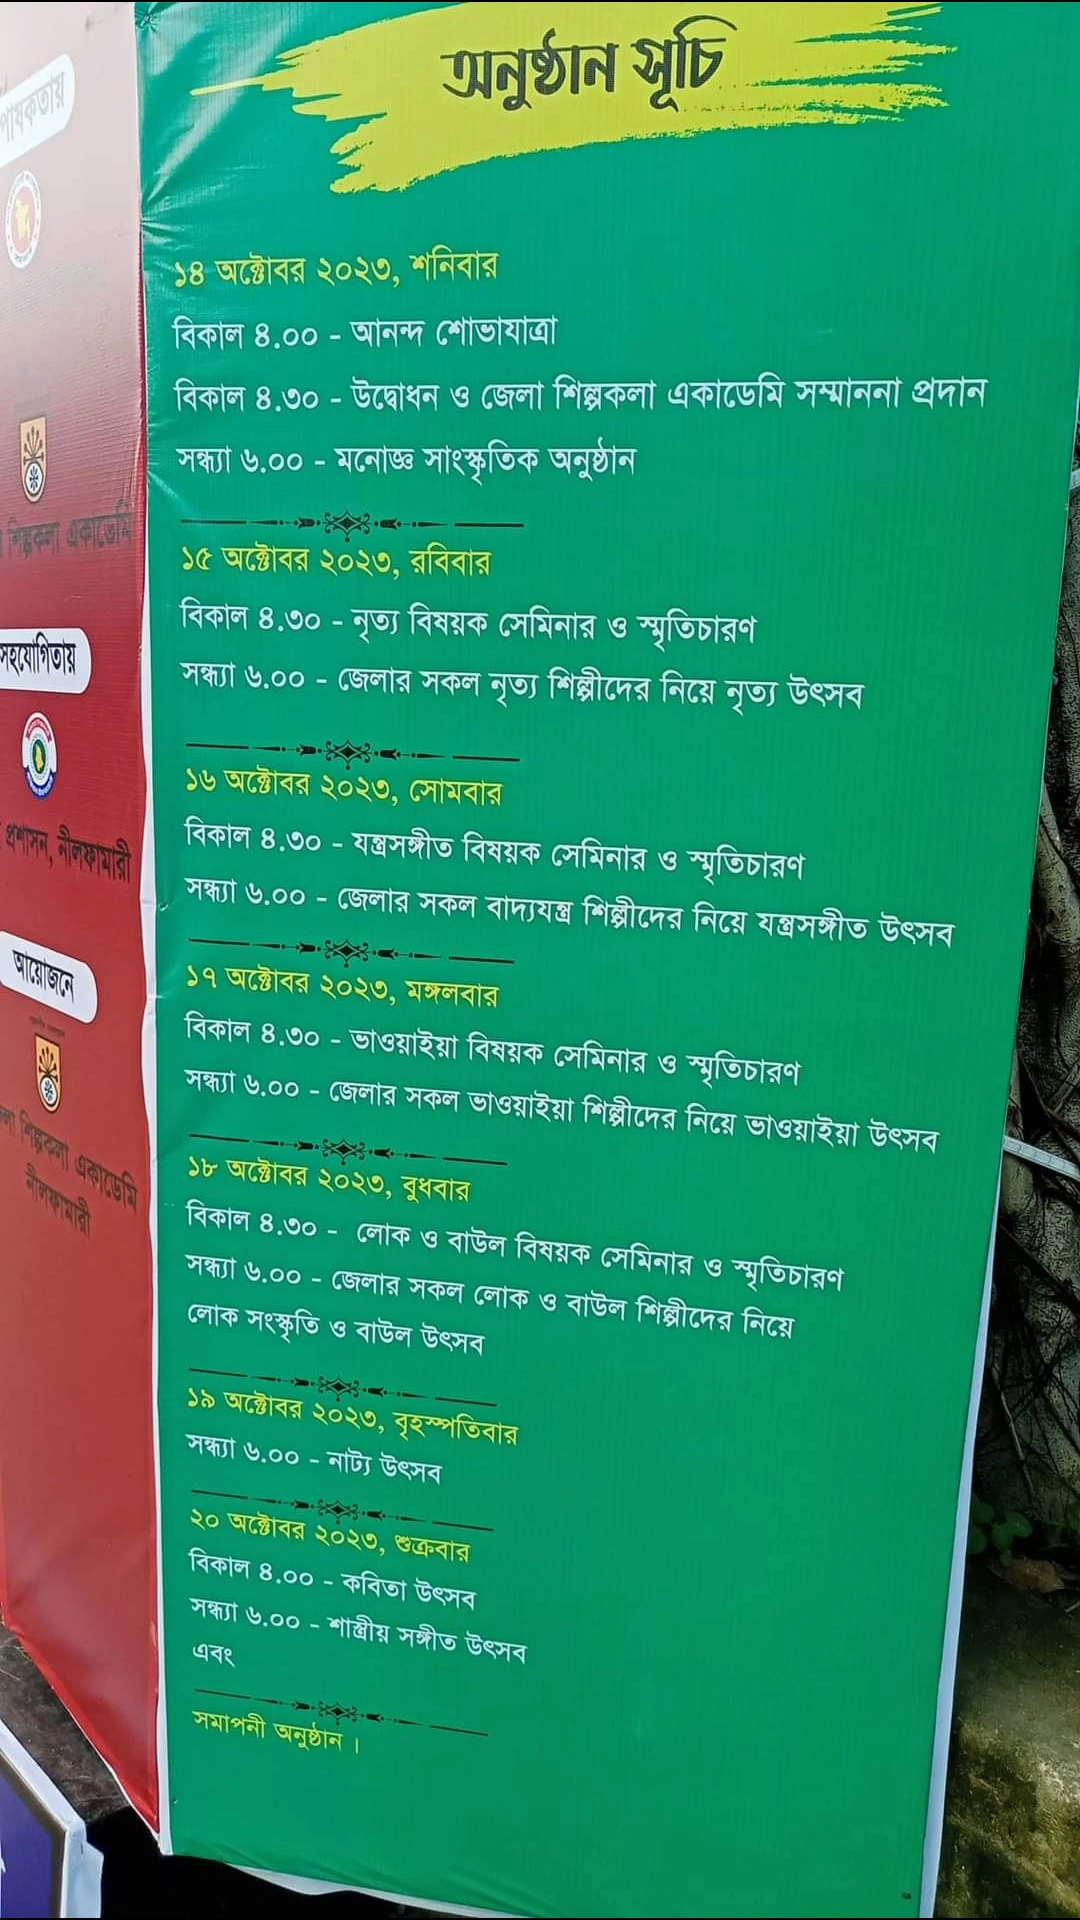 অনুষ্ঠান সূচি
১৪ অক্টোবর ২০২৩, শনিবার
বিকাল ৪.০০ - আনন্দ শোভাযাত্রা
বিকাল ৪.৩০ - উদ্বোধন ও জেলা শিল্পকলা একাডেমি সম্মাননা প্রদান
সন্ধ্যা ৬.০০ - মনোজ্ঞ সাংস্কৃতিক অনুষ্ঠান
১৫ অক্টোবর ২০২৩, রবিবার
বিকাল ৪.৩০ - নৃত্য বিষয়ক সেমিনার ও স্মৃতিচারণ
সন্ধ্যা ৬.০০ - জেলার সকল নৃত্য শিল্পীদের নিয়ে নৃত্য উৎসব
১৬ অক্টোবর ২০২৩, সোমবার
বিকাল ৪.৩০ - যন্ত্রসঙ্গীত বিষয়ক সেমিনার ও স্মৃতিচারণ
সন্ধ্যা ৬.০০ - জেলার সকল বাদ্যযন্ত্র শিল্পীদের নিয়ে যন্ত্রসঙ্গীত উৎসব
১৭ অক্টোবর ২০২৩, মঙ্গলবার
বিকাল ৪.৩০ - ভাওয়াইয়া বিষয়ক সেমিনার ও স্মৃতিচারণ
সন্ধ্যা ৬.০০ - জেলার সকল ভাওয়াইয়া শিল্পীদের নিয়ে ভাওয়াইয়া উৎসব
১৮ অক্টোবর ২০২৩, বুধবার
বিকাল ৪.৩০ - লোক ও বাউল বিষয়ক সেমিনার ও স্মৃতিচারণ
সন্ধ্যা ৬.০০ - জেলার সকল লোক ও বাউল শিল্পীদের নিয়ে
লোক সংস্কৃতি ও বাউল উৎসব
১৯ অক্টোবর ২০২৩, বৃহস্পতিবার
সন্ধ্যা ৬.০০ - নাট্য উৎসব
২০ অক্টোবর ২০২৩, শুক্রবার
বিকাল ৪.০০ - কবিতা উৎসব
সন্ধ্যা ৬.০০ - শাস্ত্রীয় সঙ্গীত উৎসব
এবং
সমাপনী অনুষ্ঠান ।
শিল্পকলা একাডেমি
সহযোগিতায়
প্রশাসন, নীলফামারী
আয়োজনে
শিল্পকলা একাডেমি
নীলফামারী